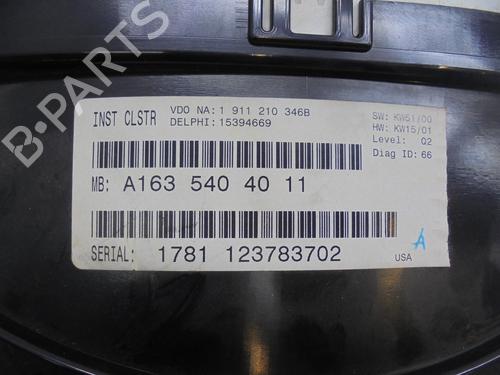 INST CLSTR
VDO NA: 1 911 210 346B
DELPHI: 15394669
SW: KW51/00
HW: KW15/01
Level: Q2
Diag ID: 66
MB: A163 540 40 11
SERIAL: 1781 123783702
A
USA
B-PARTS